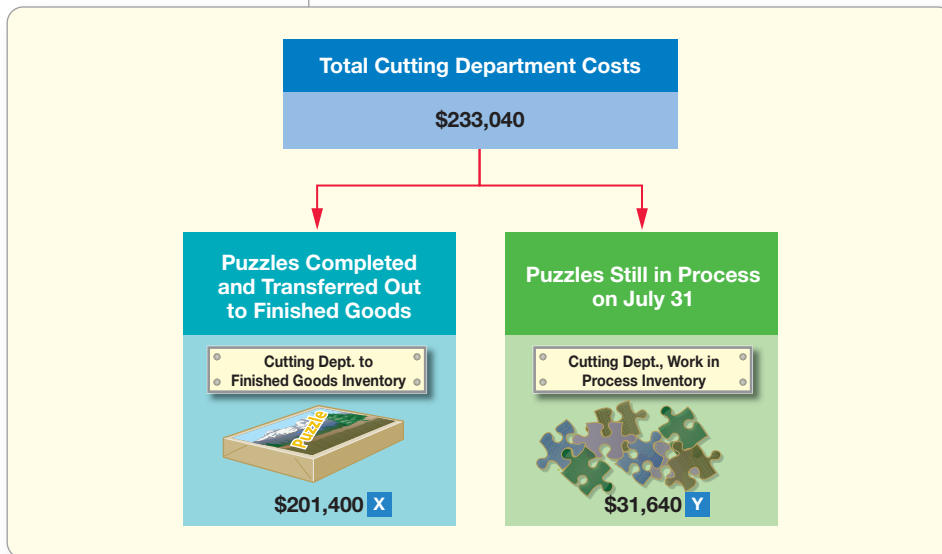 Total Cutting Department Costs
$233,040
Puzzles Completed
and Transferred Out
to Finished Goods
Cutting Dept. to
Finished Goods Inventory
Puzzle
$201,400 X
Puzzles Still in Process
on July 31
Cutting Dept., Work in
Process Inventory
$31,640 Y